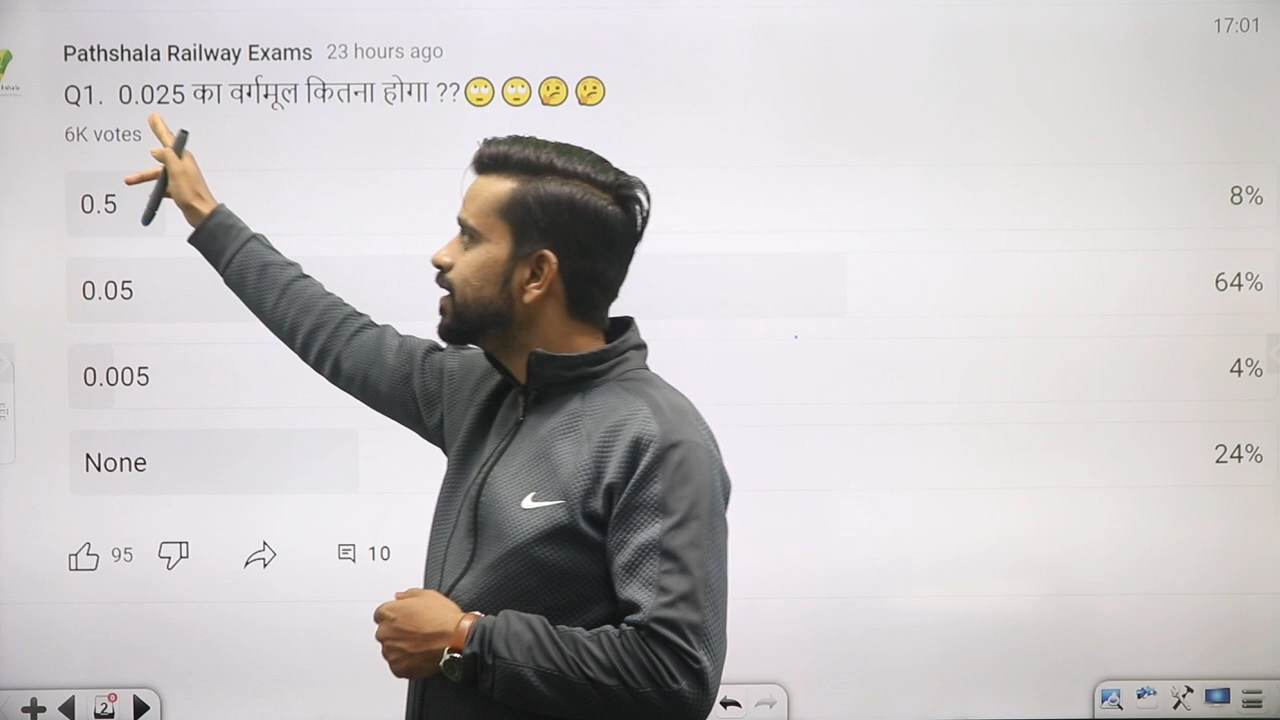 17:01
Pathshala Railway Exams 23 hours ago
Q1. 0.025 का वर्गमूल कितना होगा ??🙄🙄🤔🤔
6K votes
0.5 8%
0.05 64%
0.005 4%
None 24%
95 10
2